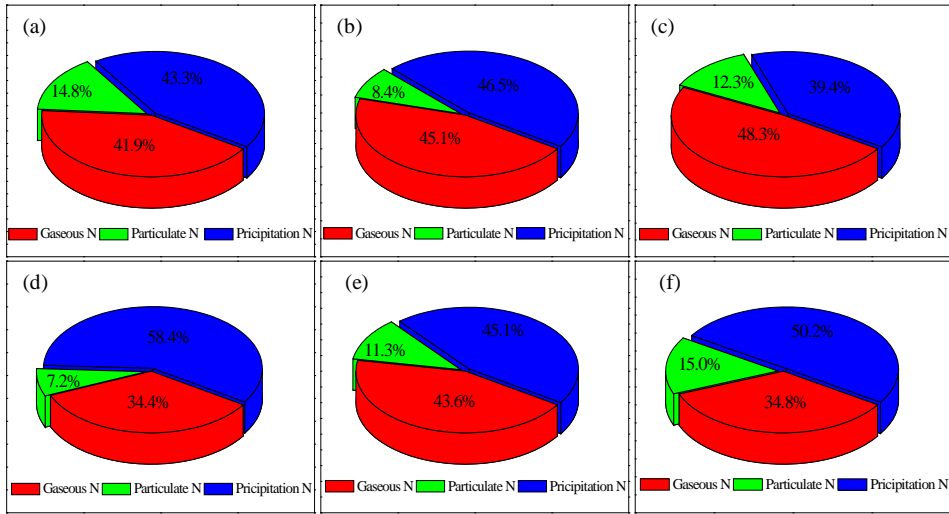 (a)
43.3%
14.8%
41.9%
Gaseous N Particulate N Pricipitation N
(b)
46.5%
8.4%
45.1%
Gaseous N Particulate N Pricipitation N
(c)
12.3%
39.4%
48.3%
Gaseous N Particulate N Pricipitation N
(d)
58.4%
7.2%
34.4%
Gaseous N Particulate N Pricipitation N
(e)
45.1%
11.3%
43.6%
Gaseous N Particulate N Pricipitation N
(f)
50.2%
15.0%
34.8%
Gaseous N Particulate N Pricipitation N